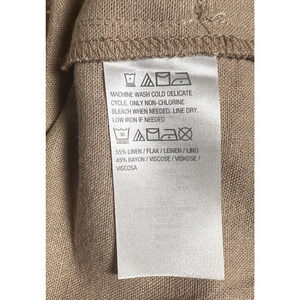 MACHINE WASH COLD DELICATE
CYCLE. ONLY NON-CHLORINE
BLEACH WHEN NEEDED. LINE DRY.
LOW IRON IF NEEDED
55% LINEN / FLAX / LEINEN / LINO
45% RAYON / VISCOSE / VISKOSE /
VISCOSA